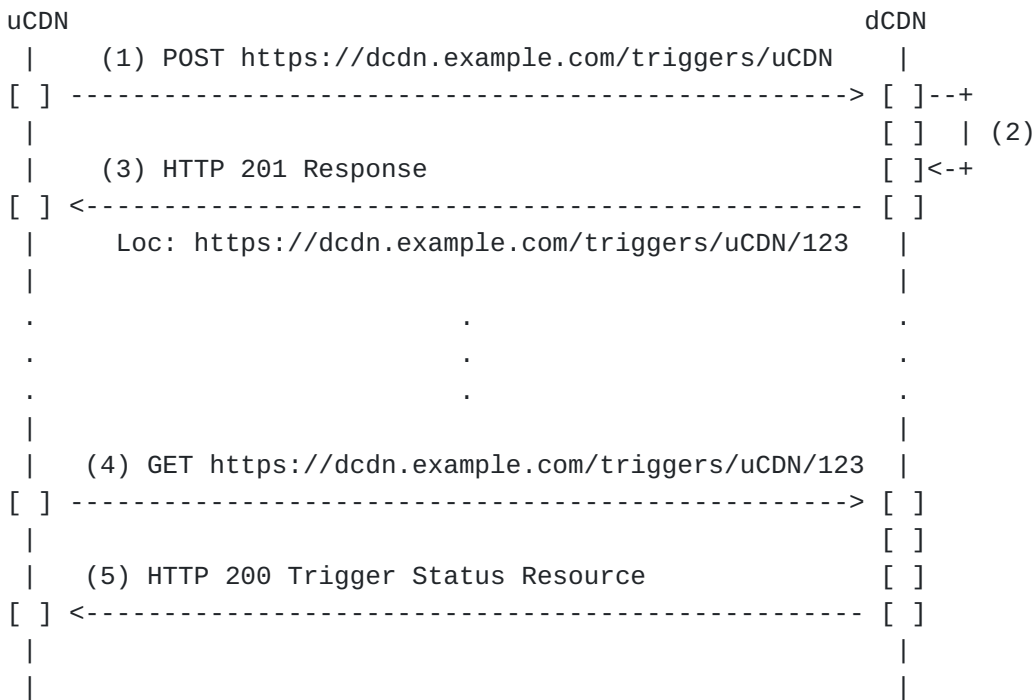 uCDN                                                   dCDN
 |    (1) POST https://dcdn.example.com/triggers/uCDN    |
[ ] --------------------------------------------------> [ ]--+
 |                                                      [ ]  | (2)
 |    (3) HTTP 201 Response                             [ ]<-+
[ ] <-------------------------------------------------- [ ]
 |     Loc: https://dcdn.example.com/triggers/uCDN/123   |
 |                                                       |
 .                           .                           .
 .                           .                           .
 .                           .                           .
 |                                                       |
 |   (4) GET https://dcdn.example.com/triggers/uCDN/123  |
[ ] --------------------------------------------------> [ ]
 |                                                      [ ]
 |   (5) HTTP 200 Trigger Status Resource               [ ]
[ ] <-------------------------------------------------- [ ]
 |                                                       |
 |                                                       |